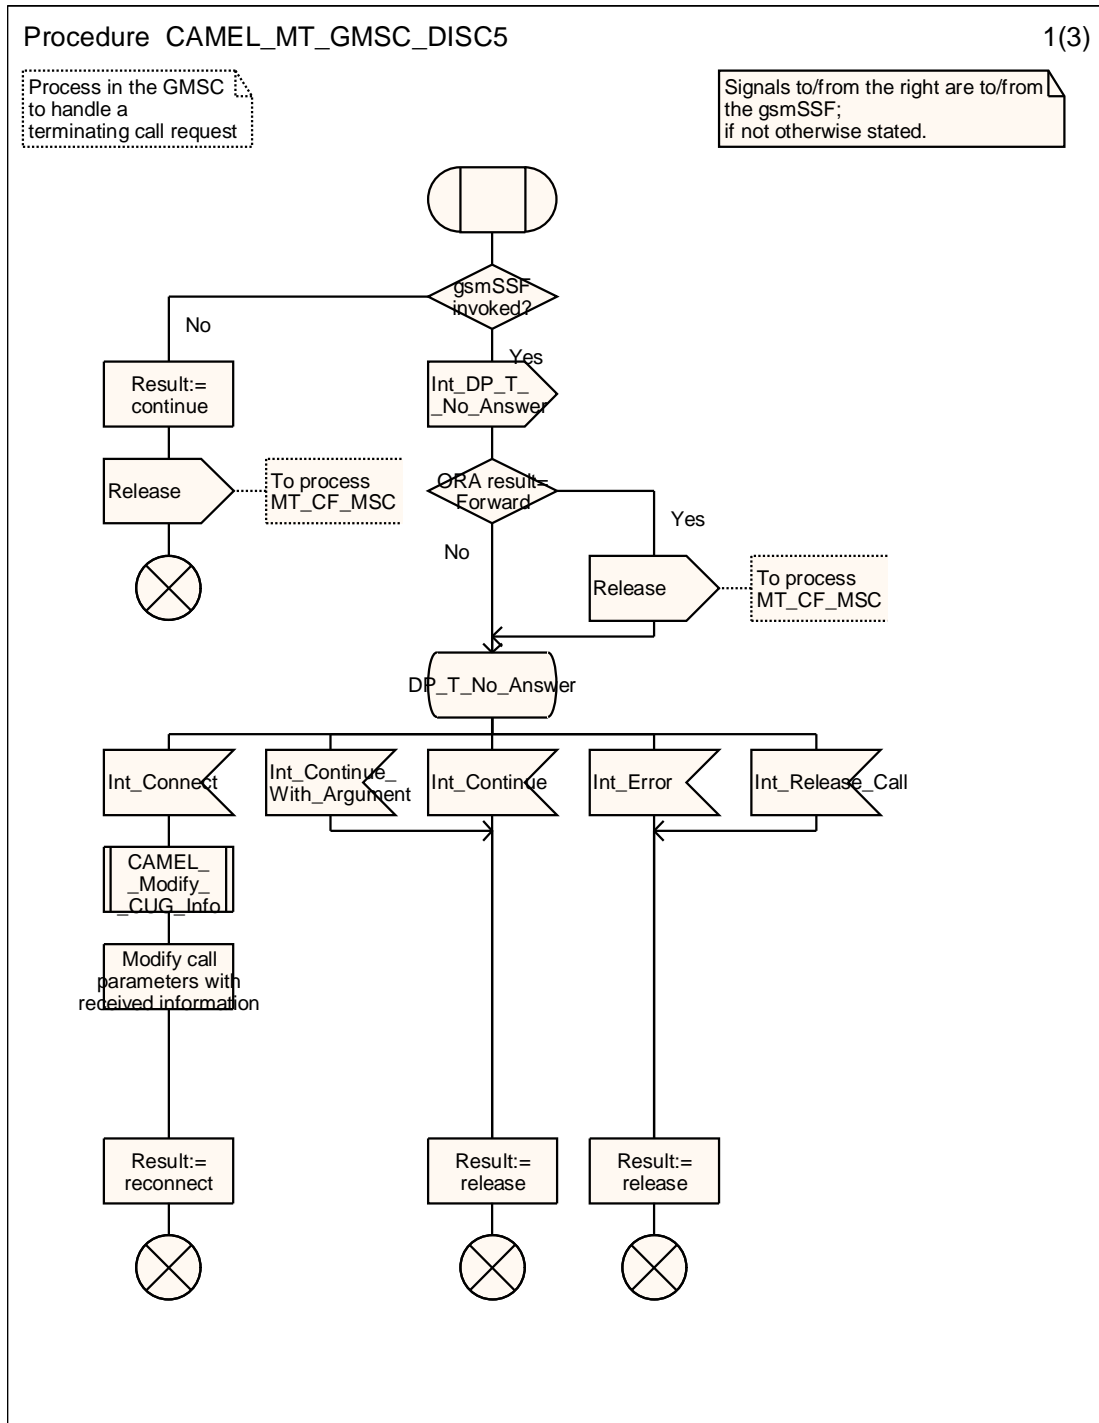 Procedure CAMEL_MT_GMSC_DISC5
1(3)
Process in the GMSC
to handle a
terminating call request
Signals to/from the right are to/from
the gsmSSF;
if not otherwise stated.
gsmSSF
invoked?
No
Yes
Result:=
continue
Int_DP_T_
_No_Answer
Release
To process
MT_CF_MSC
ORA result=
Forward
Yes
No
Release
To process
MT_CF_MSC
DP_T_No_Answer
Int_Connect
Int_Continue_
With_Argument
Int_Continue
Int_Error
Int_Release_Call
CAMEL_
_Modify_
_CUG_Info
Modify call
parameters with
received information
Result:=
reconnect
Result:=
release
Result:=
release